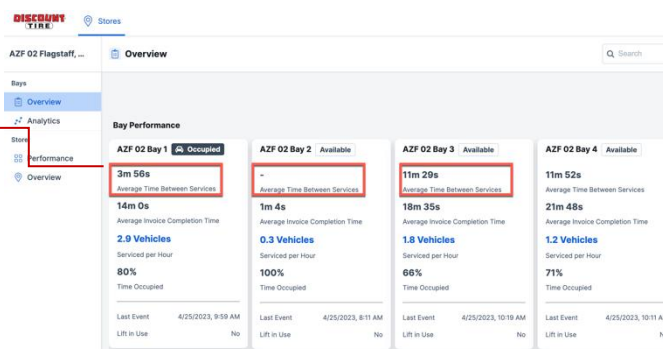 DISCOUNT
TIRE
Stores
AZF 02 Flagstaff, ...
Overview
Search
Bays
Overview
Analytics
Store
Performance
Overview
Bay Performance
AZF 02 Bay 1 Occupied
3m 56s
Average Time Between Services
14m 0s
Average Invoice Completion Time
2.9 Vehicles
Serviced per Hour
80%
Time Occupied
Last Event 4/25/2023, 9:59 AM
Lift in Use No
AZF 02 Bay 2 Available
-
Average Time Between Services
1m 4s
Average Invoice Completion Time
0.3 Vehicles
Serviced per Hour
100%
Time Occupied
Last Event 4/25/2023, 8:11 AM
Lift in Use No
AZF 02 Bay 3 Available
11m 29s
Average Time Between Services
18m 35s
Average Invoice Completion Time
1.8 Vehicles
Serviced per Hour
66%
Time Occupied
Last Event 4/25/2023, 10:19 AM
Lift in Use No
AZF 02 Bay 4 Available
11m 52s
Average Time Between Services
21m 48s
Average Invoice Completion Time
1.2 Vehicles
Serviced per Hour
71%
Time Occupied
Last Event 4/25/2023, 10:11 A
Lift in Use N